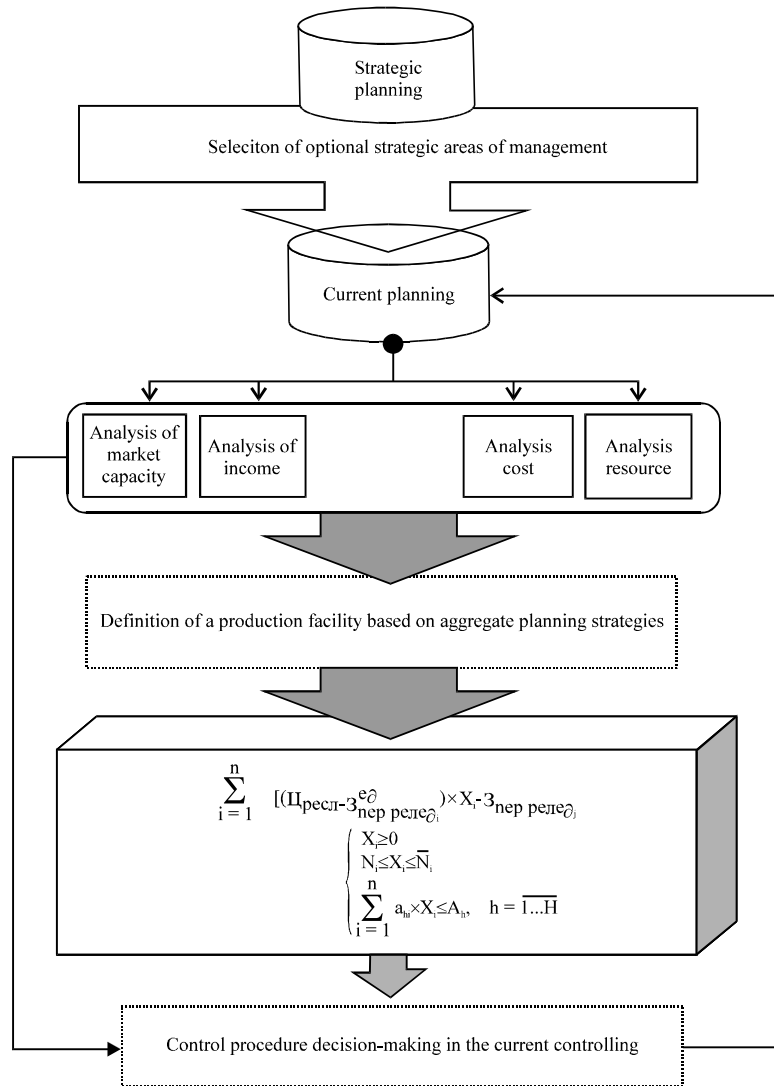 Strategic
planning
Seleciton of optional strategic areas of management
Current planning
Analysis of
market
capacity
Analysis of
income
Analysis
cost
Analysis
resource
Definition of a production facility based on aggregate planning strategies
n
∑ [(Цресл-З^е∂ пер реле∂ᵢ)×Xᵢ-З пер реле∂ⱼ
i = 1
Xᵢ≥0
Nᵢ≤Xᵢ≤N̅ᵢ
n
∑ aₕᵢ×Xᵢ≤Aₕ, h = 1...H
i = 1
Control procedure decision-making in the current controlling